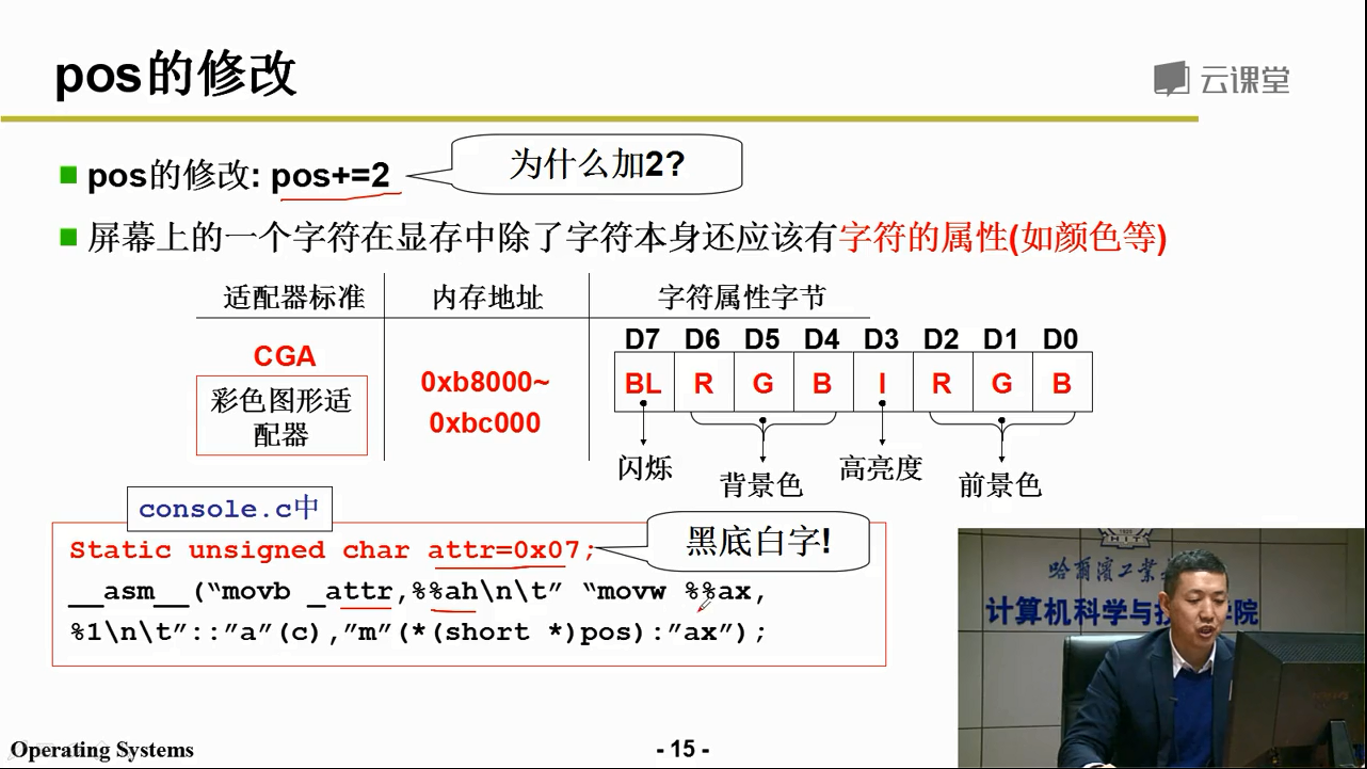 pos的修改
云课堂
pos的修改: pos+=2
为什么加2?
屏幕上的一个字符在显存中除了字符本身还应该有字符的属性(如颜色等)
适配器标准 内存地址 字符属性字节
D7 D6 D5 D4 D3 D2 D1 D0
CGA
BL R G B I R G B
0xb8000~
0xbc000
彩色图形适
配器
闪烁 背景色 高亮度 前景色
console.c中
Static unsigned char attr=0x07;
黑底白字!
__asm__(“movb _attr,%%ah\n\t” “movw %%ax,
%1\n\t”::”a”(c),”m”(*(short *)pos):”ax”);
HIT
哈尔滨工业
计算机科学与技 学院
Operating Systems
- 15 -